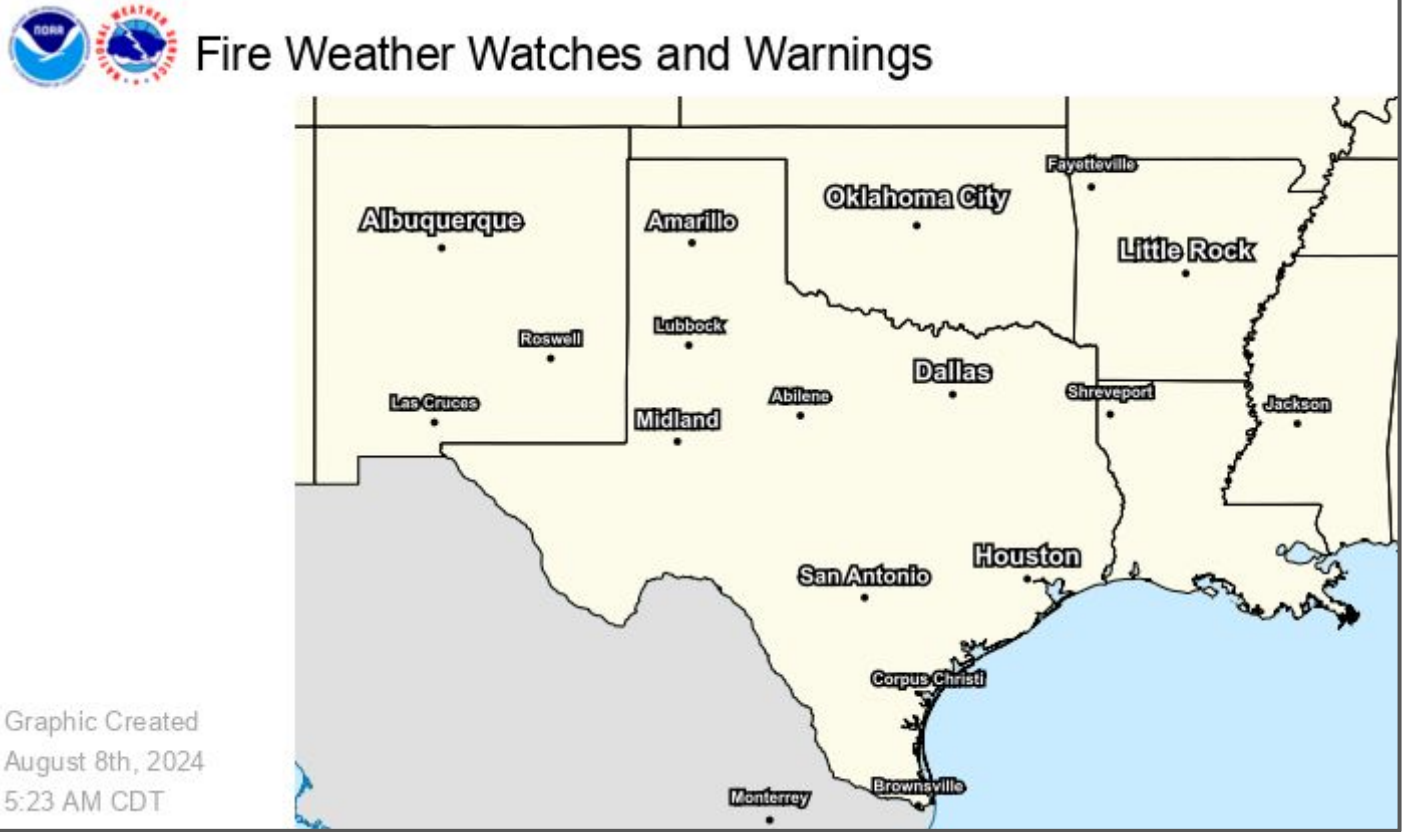 NOAA
NATIONAL WEATHER SERVICE
Fire Weather Watches and Warnings
Fayetteville
Oklahoma City
Albuquerque
Amarillo
Little Rock
Lubbock
Roswell
Dallas
Shreveport
Abilene
Las Cruces
Jackson
Midland
Houston
San Antonio
Corpus Christi
Graphic Created
August 8th, 2024
5:23 AM CDT
Brownsville
Monterrey